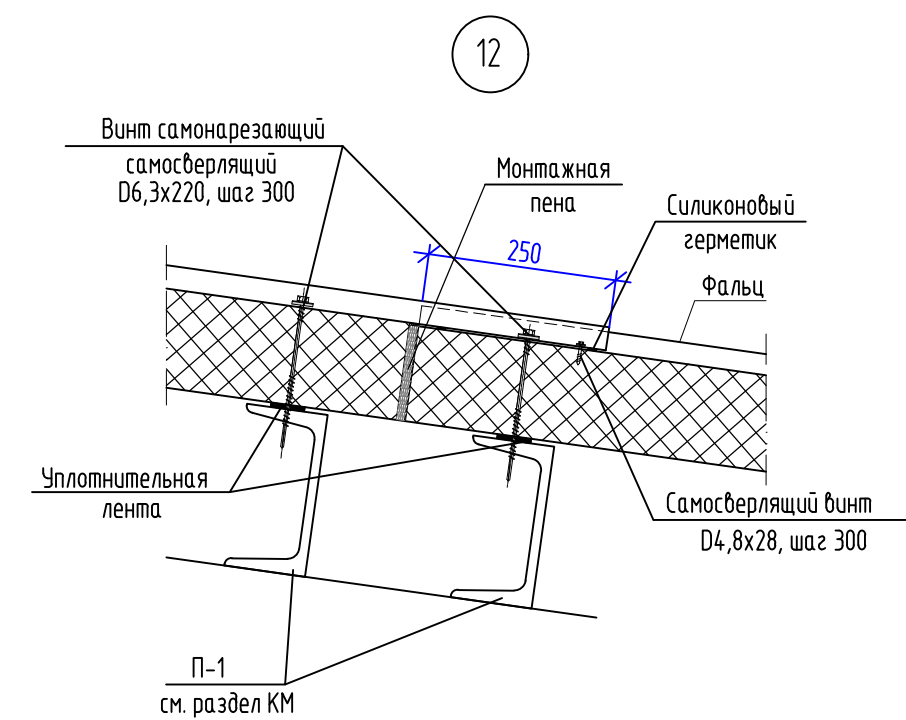 12
Винт самонарезающий
самосверлящий
D6,3х220, шаг 300
Монтажная
пена
Силиконовый
герметик
250
Фальц
Уплотнительная
лента
Самосверлящий винт
D4,8х28, шаг 300
П-1
см. раздел КМ